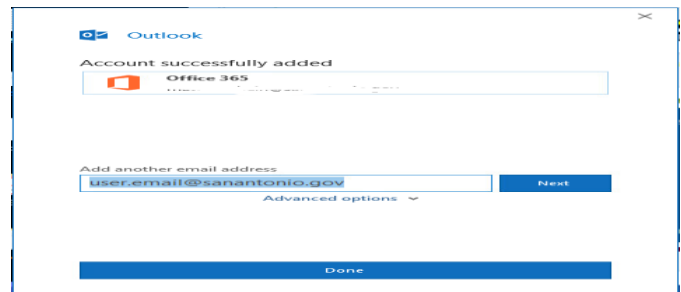 Outlook
Account successfully added
Office 365
Add another email address
user.email@sanantonio.gov
Next
Advanced options
Done